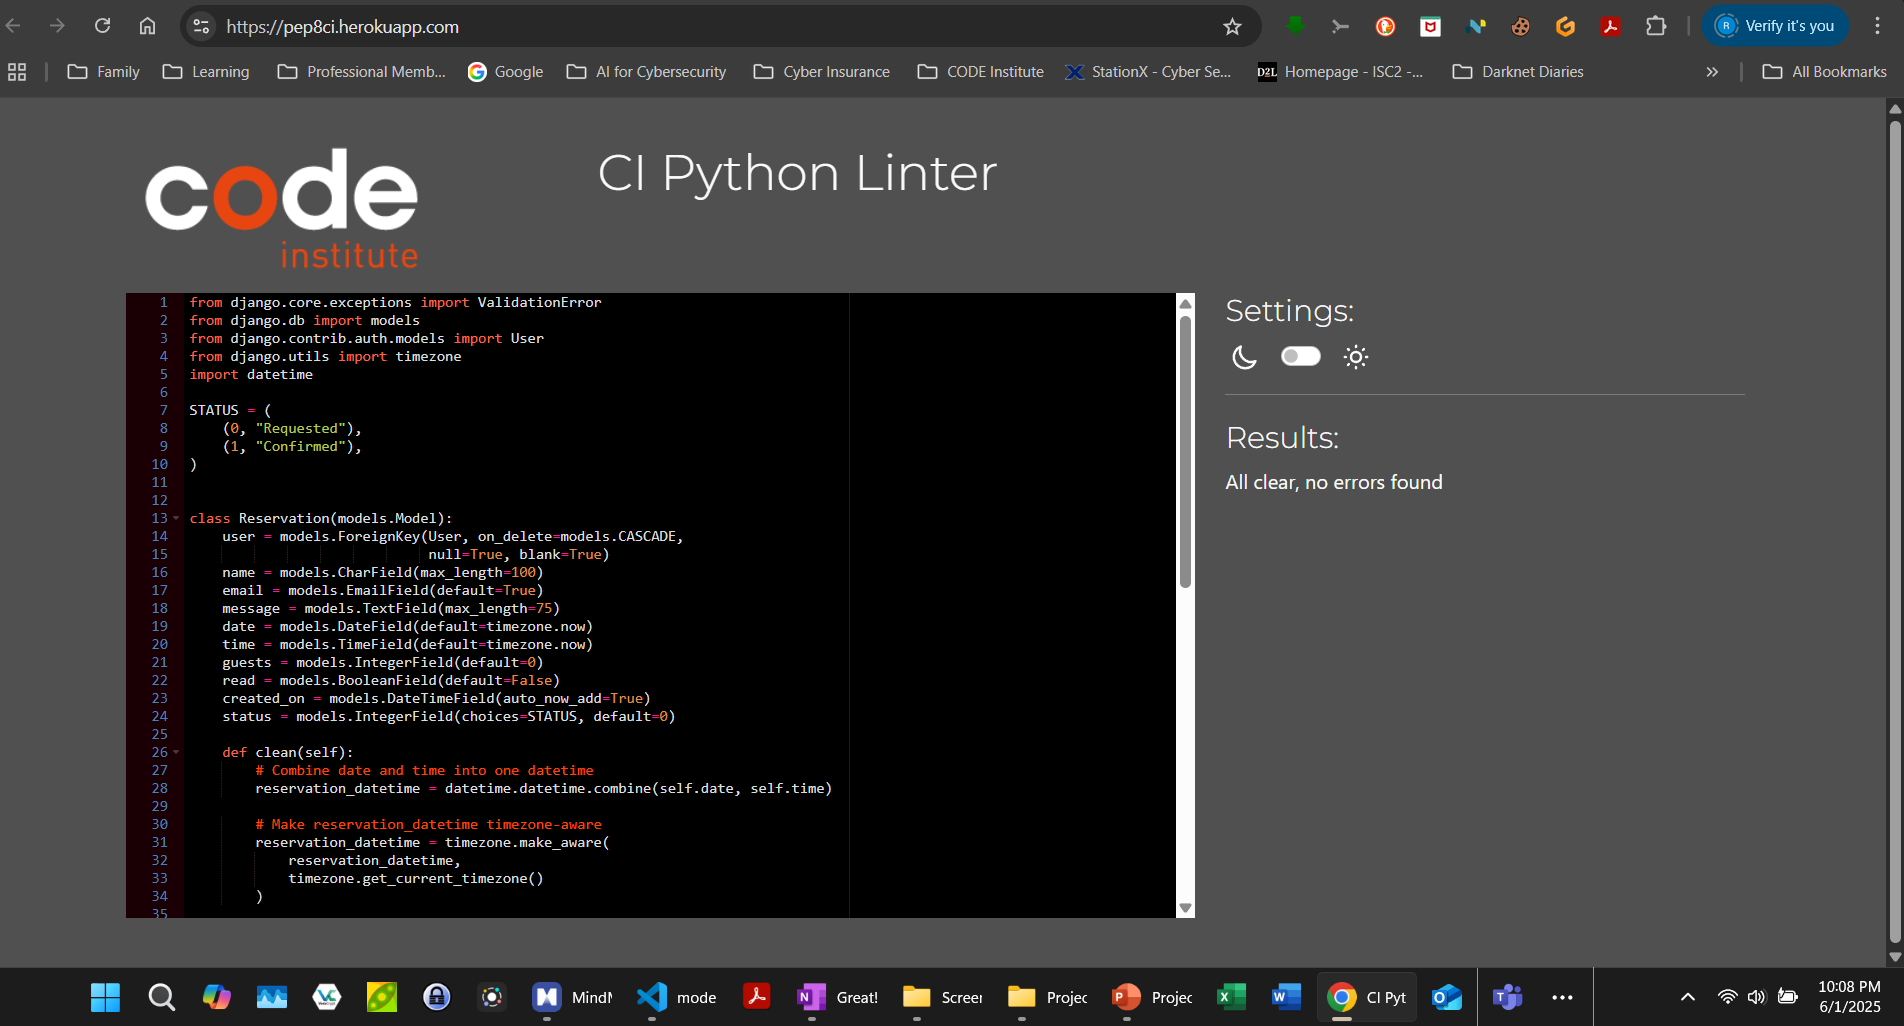 https://pep8ci.herokuapp.com
Verify it's you
Family
Learning
Professional Memb...
Google
AI for Cybersecurity
Cyber Insurance
CODE Institute
StationX - Cyber Se...
D2L
Homepage - ISC2 -...
Darknet Diaries
»
All Bookmarks
code
institute
CI Python Linter
1 from django.core.exceptions import ValidationError
2 from django.db import models
3 from django.contrib.auth.models import User
4 from django.utils import timezone
5 import datetime
6
7 STATUS = (
8 (0, "Requested"),
9 (1, "Confirmed"),
10 )
11
12
13 class Reservation(models.Model):
14 user = models.ForeignKey(User, on_delete=models.CASCADE,
15 null=True, blank=True)
16 name = models.CharField(max_length=100)
17 email = models.EmailField(default=True)
18 message = models.TextField(max_length=75)
19 date = models.DateField(default=timezone.now)
20 time = models.TimeField(default=timezone.now)
21 guests = models.IntegerField(default=0)
22 read = models.BooleanField(default=False)
23 created_on = models.DateTimeField(auto_now_add=True)
24 status = models.IntegerField(choices=STATUS, default=0)
25
26 def clean(self):
27 # Combine date and time into one datetime
28 reservation_datetime = datetime.datetime.combine(self.date, self.time)
29
30 # Make reservation_datetime timezone-aware
31 reservation_datetime = timezone.make_aware(
32 reservation_datetime,
33 timezone.get_current_timezone()
34 )
35
Settings:
Results:
All clear, no errors found
MindM
mode
Great!
Screen
Projec
Projec
CI Pyt
10:08 PM
6/1/2025